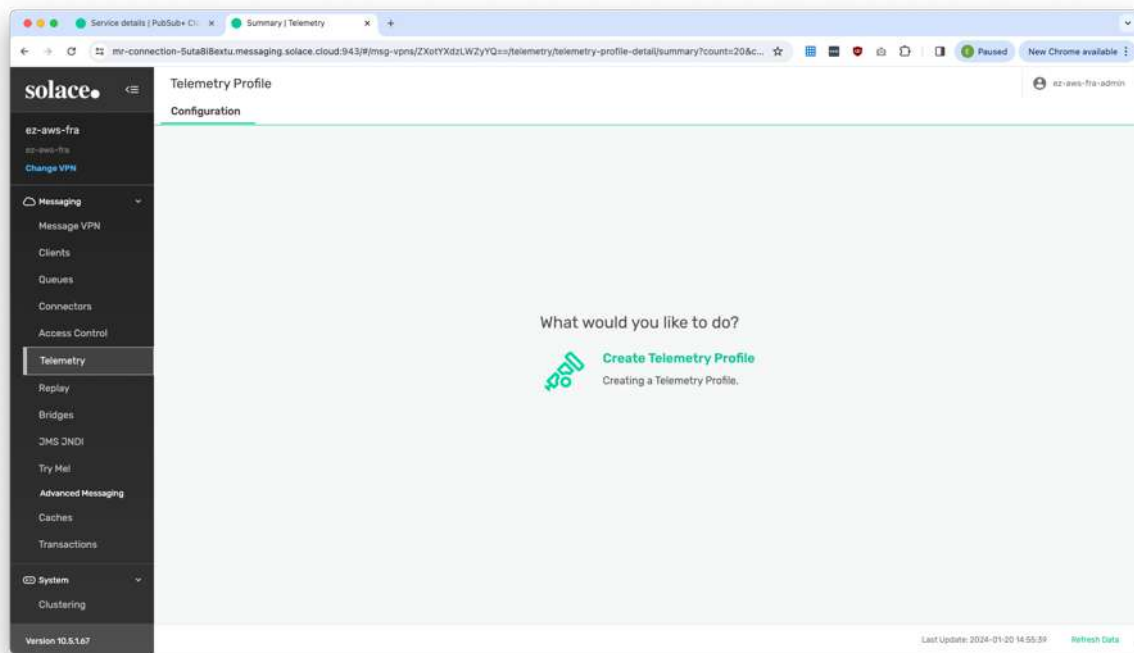 Service details | PubSub+ Clo
Summary | Telemetry
mr-connection-5uta8i8extu.messaging.solace.cloud:943/#/msg-vpns/ZXotYXdzLWZyYQ==/telemetry/telemetry-profile-detail/summary?count=20&c...
Paused
New Chrome available
solace
Telemetry Profile
ez-aws-fra-admin
Configuration
ez-aws-fra
ez-aws-fra
Change VPN
Messaging
Message VPN
Clients
Queues
Connectors
Access Control
Telemetry
Replay
Bridges
JMS JNDI
Try Me!
Advanced Messaging
Caches
Transactions
System
Clustering
Version 10.5.1.67
What would you like to do?
Create Telemetry Profile
Creating a Telemetry Profile.
Last Update: 2024-01-20 14:55:39
Refresh Data